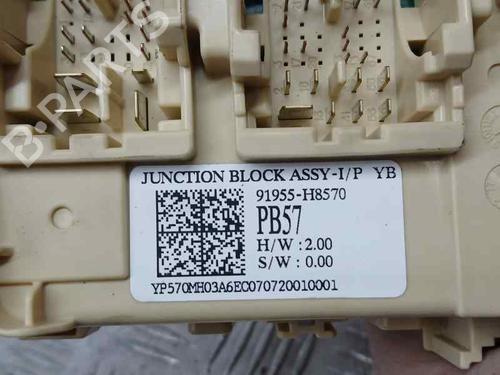 B-PARTS
JUNCTION BLOCK ASSY-I/P YB
91955-H8570
PB57
H/W : 2.00
S/W : 0.00
YP570MH03A6EC070720010001